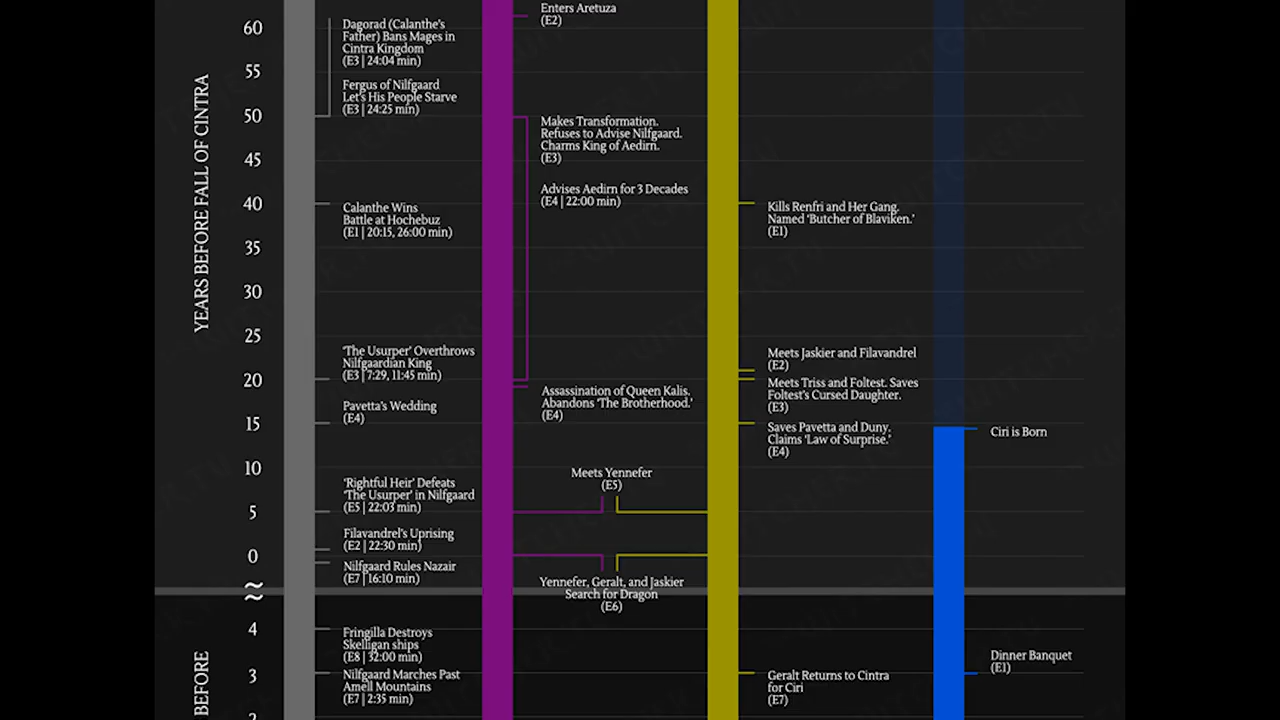 Enters Aretuza
(E2)
60
Dagorad (Calanthe's
Father) Bans Mages in
Cintra Kingdom
(E3 | 24:04 min)
55
Fergus of Nilfgaard
Let's His People Starve
(E3 | 24:25 min)
50
Makes Transformation.
Refuses to Advise Nilfgaard.
Charms King of Aedirn.
(E3)
45
Advises Aedirn for 3 Decades
(E4 | 22:00 min)
YEARS BEFORE FALL OF CINTRA
40
Calanthe Wins
Battle at Hochebuz
(E1 | 20:15, 26:00 min)
Kills Renfri and Her Gang.
Named 'Butcher of Blaviken.'
(E1)
35
30
25
'The Usurper' Overthrows
Nilfgaardian King
(E3 | 7:29, 11:45 min)
Meets Jaskier and Filavandrel
(E2)
20
Meets Triss and Foltest. Saves
Foltest's Cursed Daughter.
(E3)
Assassination of Queen Kalis.
Abandons 'The Brotherhood.'
(E4)
Pavetta's Wedding
(E4)
15
Saves Pavetta and Duny.
Claims 'Law of Surprise.'
(E4)
Ciri is Born
10
Meets Yennefer
(E5)
'Rightful Heir' Defeats
'The Usurper' in Nilfgaard
(E5 | 22:03 min)
5
Filavandrel's Uprising
(E2 | 22:30 min)
0
Nilfgaard Rules Nazair
(E7 | 16:10 min)
Yennefer, Geralt, and Jaskier
Search for Dragon
(E6)
4
Fringilla Destroys
Skelligan ships
(E8 | 32:00 min)
BEFORE
3
Nilfgaard Marches Past
Amell Mountains
(E7 | 2:35 min)
Geralt Returns to Cintra
for Ciri
(E7)
Dinner Banquet
(E1)
2